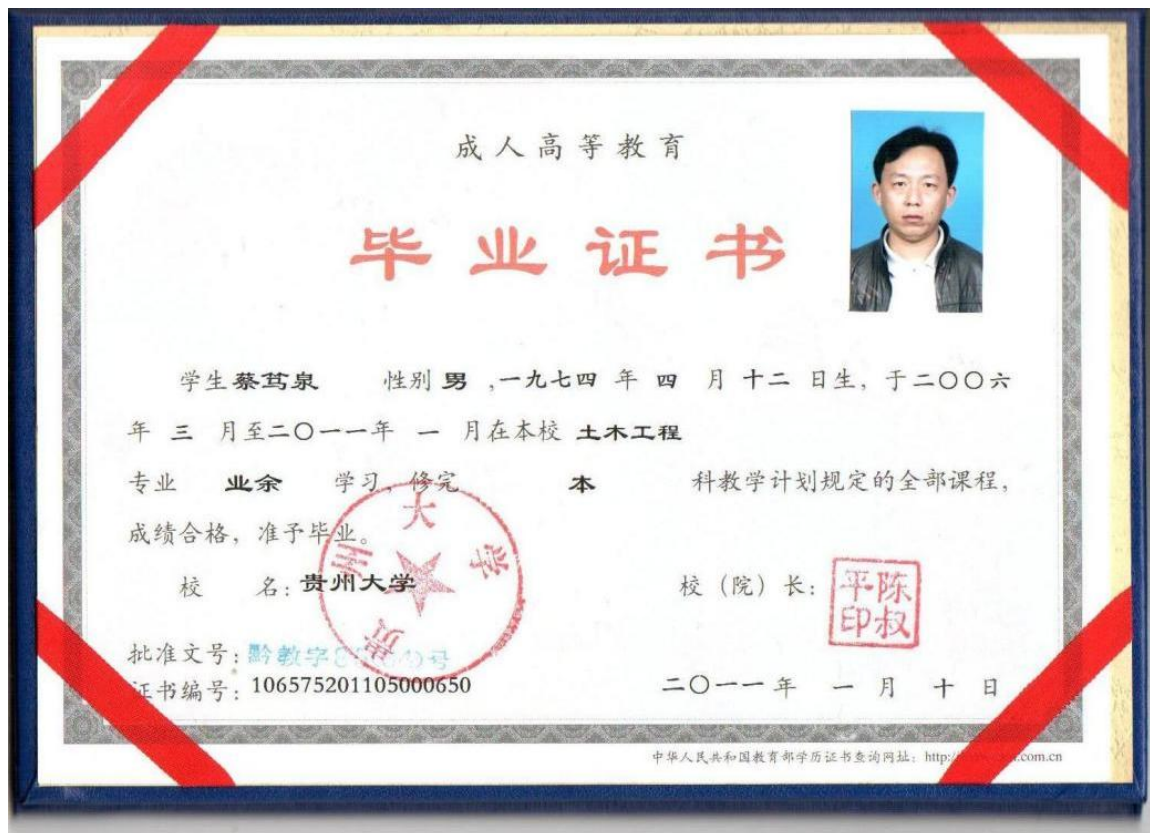 成人高等教育
毕业证书
学生蔡笃泉 性别男,一九七四年四月十二日生,于二〇〇六
年三月至二〇一一年一月在本校土木工程
专业 业余 学习,修完 本 科教学计划规定的全部课程,
成绩合格,准予毕业。
贵州大学
校 名:贵州大学 校(院)长:陈叔平印
批准文号:黔教字 号
证书编号:106575201105000650 二〇一一年 一月十日
中华人民共和国教育部学历证书查询网址:http:// .com.cn